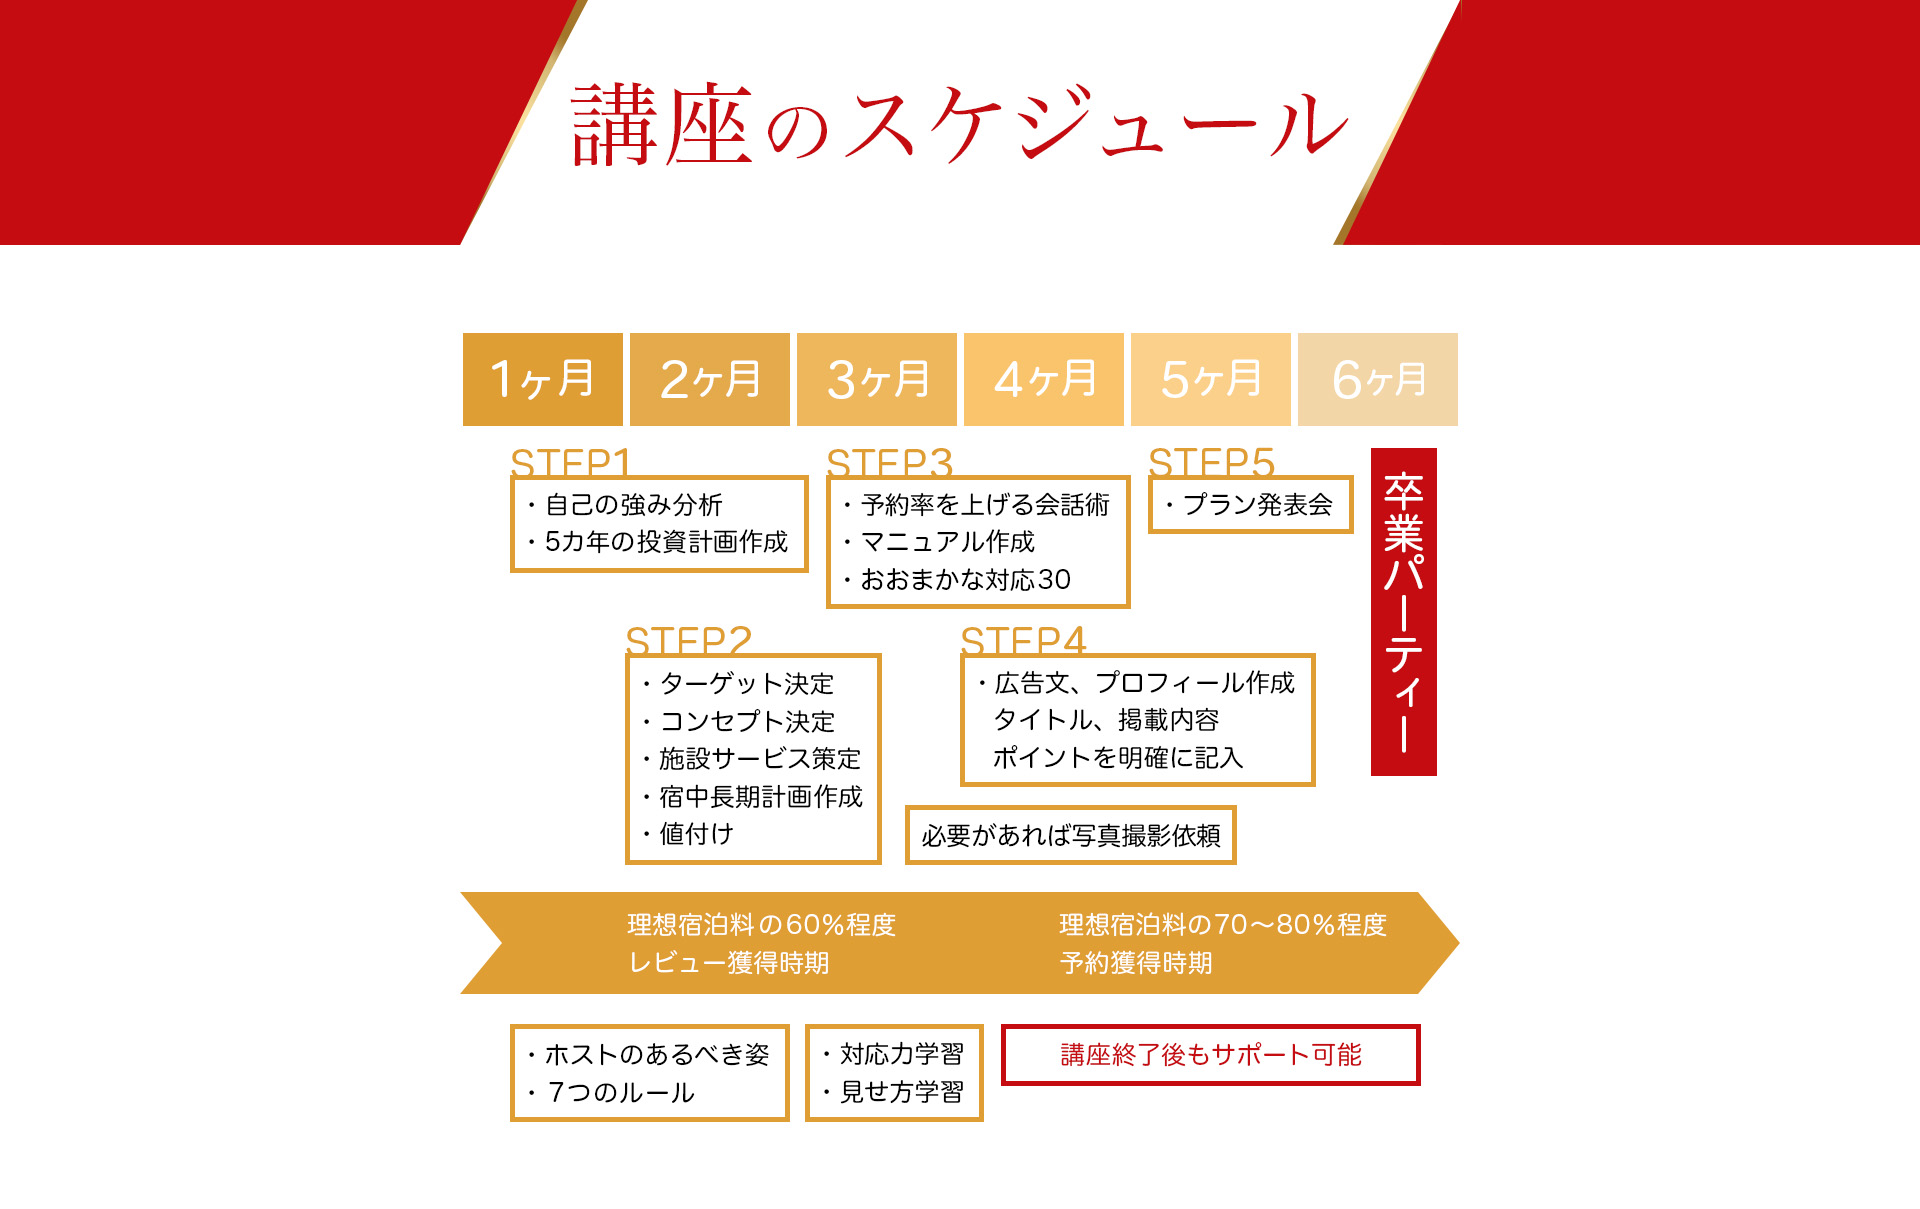 講座のスケジュール
1ヶ月
2ヶ月
3ヶ月
4ヶ月
5ヶ月
6ヶ月
STEP1
・自己の強み分析
・5カ年の投資計画作成
STEP3
・予約率を上げる会話術
・マニュアル作成
・おおまかな対応30
STEP5
・プラン発表会
卒業パーティー
STEP2
・ターゲット決定
・コンセプト決定
・施設サービス策定
・宿中長期計画作成
・値付け
STEP4
・広告文、プロフィール作成
タイトル、掲載内容
ポイントを明確に記入
必要があれば写真撮影依頼
理想宿泊料の60%程度
レビュー獲得時期
理想宿泊料の70〜80%程度
予約獲得時期
・ホストのあるべき姿
・7つのルール
・対応力学習
・見せ方学習
講座終了後もサポート可能